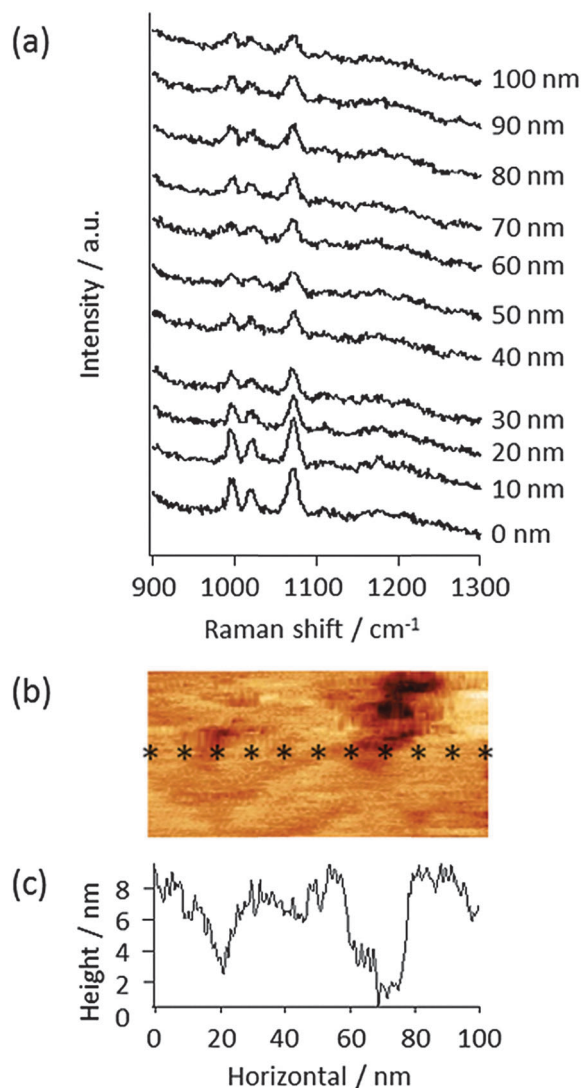 (a)
Intensity / a.u.
100 nm
90 nm
80 nm
70 nm
60 nm
50 nm
40 nm
30 nm
20 nm
10 nm
0 nm
900 1000 1100 1200 1300
Raman shift / cm⁻¹
(b)
* * * * * * * * * * *
(c)
Height / nm
8
6
4
2
0
0 20 40 60 80 100
Horizontal / nm